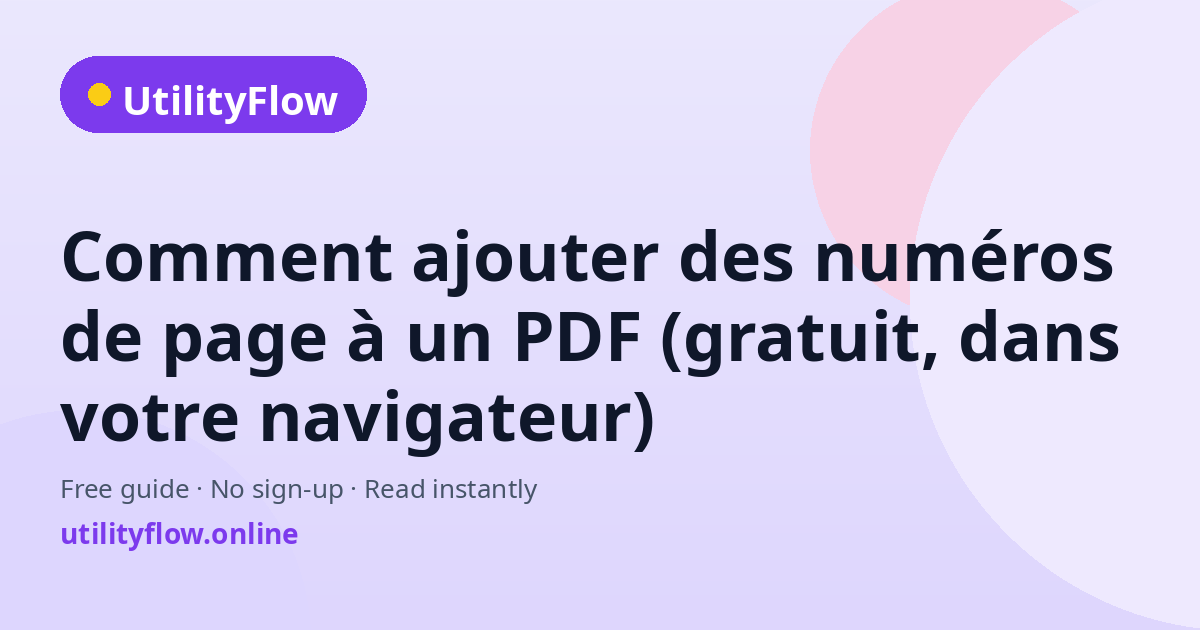 UtilityFlow
Comment ajouter des numéros
de page à un PDF (gratuit, dans
votre navigateur)
Free guide · No sign-up · Read instantly
utilityflow.online